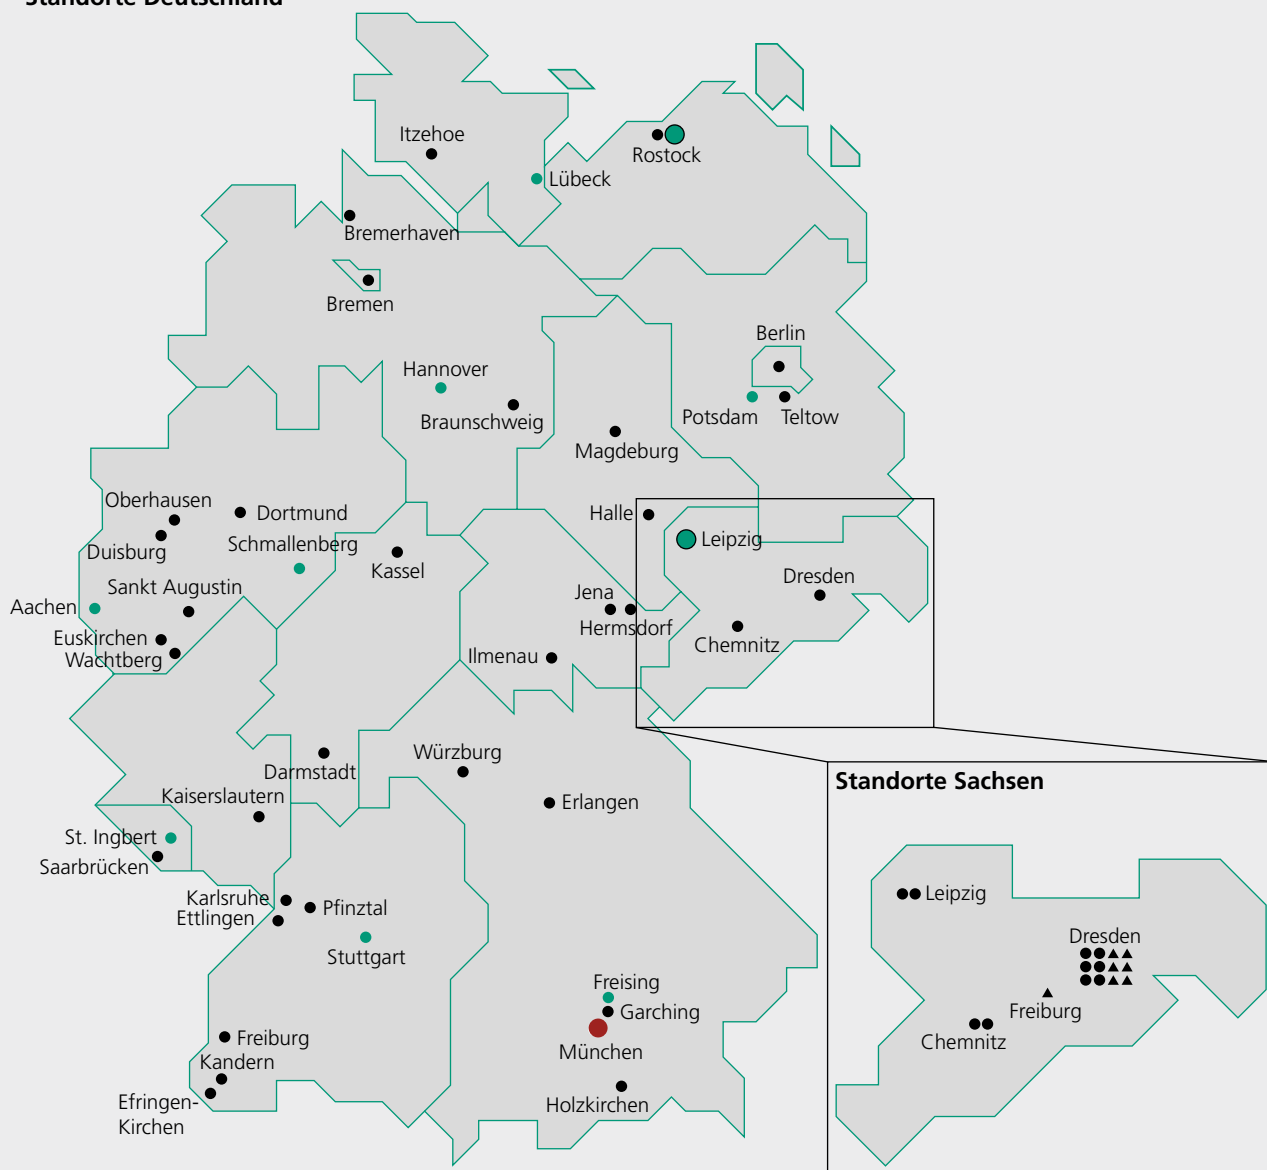 Standorte Deutschland
Itzehoe
Rostock
Lübeck
Bremerhaven
Bremen
Berlin
Hannover
Potsdam
Teltow
Braunschweig
Magdeburg
Oberhausen
Dortmund
Halle
Duisburg
Schmallenberg
Leipzig
Kassel
Dresden
Sankt Augustin
Jena
Aachen
Hermsdorf
Euskirchen
Chemnitz
Wachtberg
Ilmenau
Würzburg
Darmstadt
Standorte Sachsen
Kaiserslautern
Erlangen
St. Ingbert
Saarbrücken
Leipzig
Karlsruhe
Pfinztal
Ettlingen
Dresden
Stuttgart
Freising
Garching
Freiburg
Freiburg
Chemnitz
München
Kandern
Efringen-
Kirchen
Holzkirchen